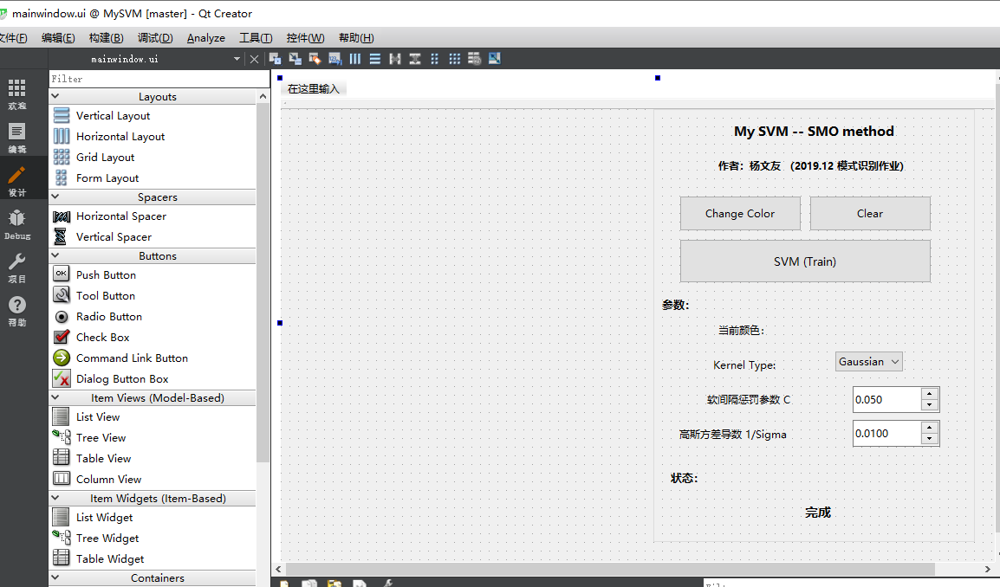 mainwindow.ui @ MySVM [master] - Qt Creator
文件(F) 编辑(E) 构建(B) 调试(D) Analyze 工具(T) 控件(W) 帮助(H)
mainwindow.ui
Filter
欢迎
编辑
设计
Debug
项目
帮助
Layouts
Vertical Layout
Horizontal Layout
Grid Layout
Form Layout
Spacers
Horizontal Spacer
Vertical Spacer
Buttons
OK Push Button
Tool Button
Radio Button
Check Box
Command Link Button
Dialog Button Box
Item Views (Model-Based)
List View
Tree View
Table View
Column View
Item Widgets (Item-Based)
List Widget
Tree Widget
Table Widget
Containers
在这里输入
My SVM -- SMO method
作者：杨文友 (2019.12 模式识别作业)
Change Color Clear
SVM (Train)
参数：
当前颜色：
Kernel Type: Gaussian
软间隔惩罚参数 C 0.050
高斯方差导数 1/Sigma 0.0100
状态：
完成